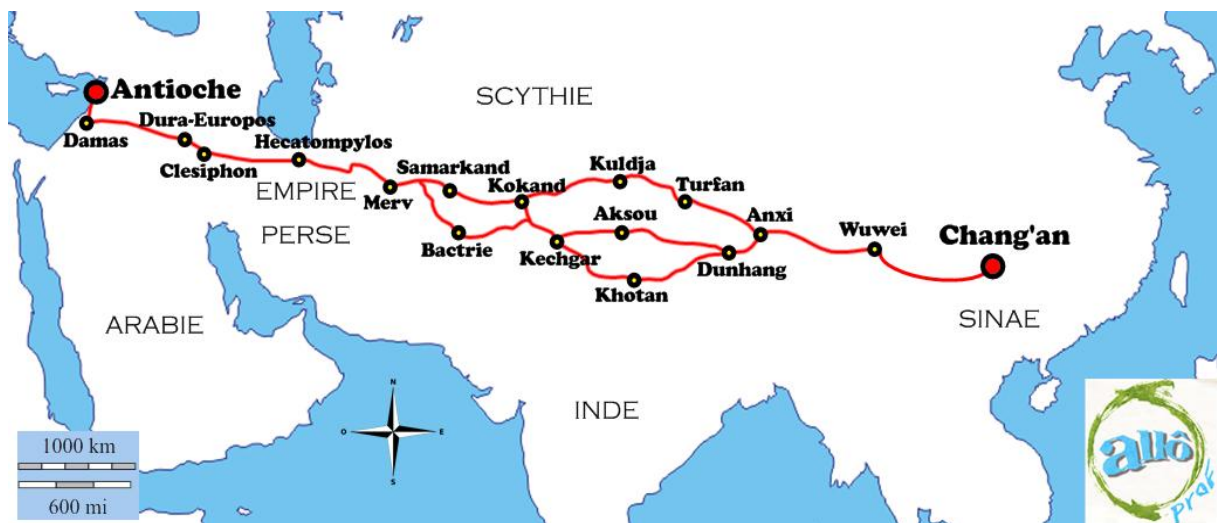 SCYTHIE
Antioche
Dura-Europos
Damas
Clesiphon
Hecatompylos
EMPIRE
PERSE
Merv
Samarkand
Bactrie
Kokand
Kuldja
Turfan
Kechgar
Aksou
Khotan
Dunhang
Anxi
Wuwei
Chang'an
SINAE
ARABIE
INDE
N
O
E
S
1000 km
600 mi
allô
prof